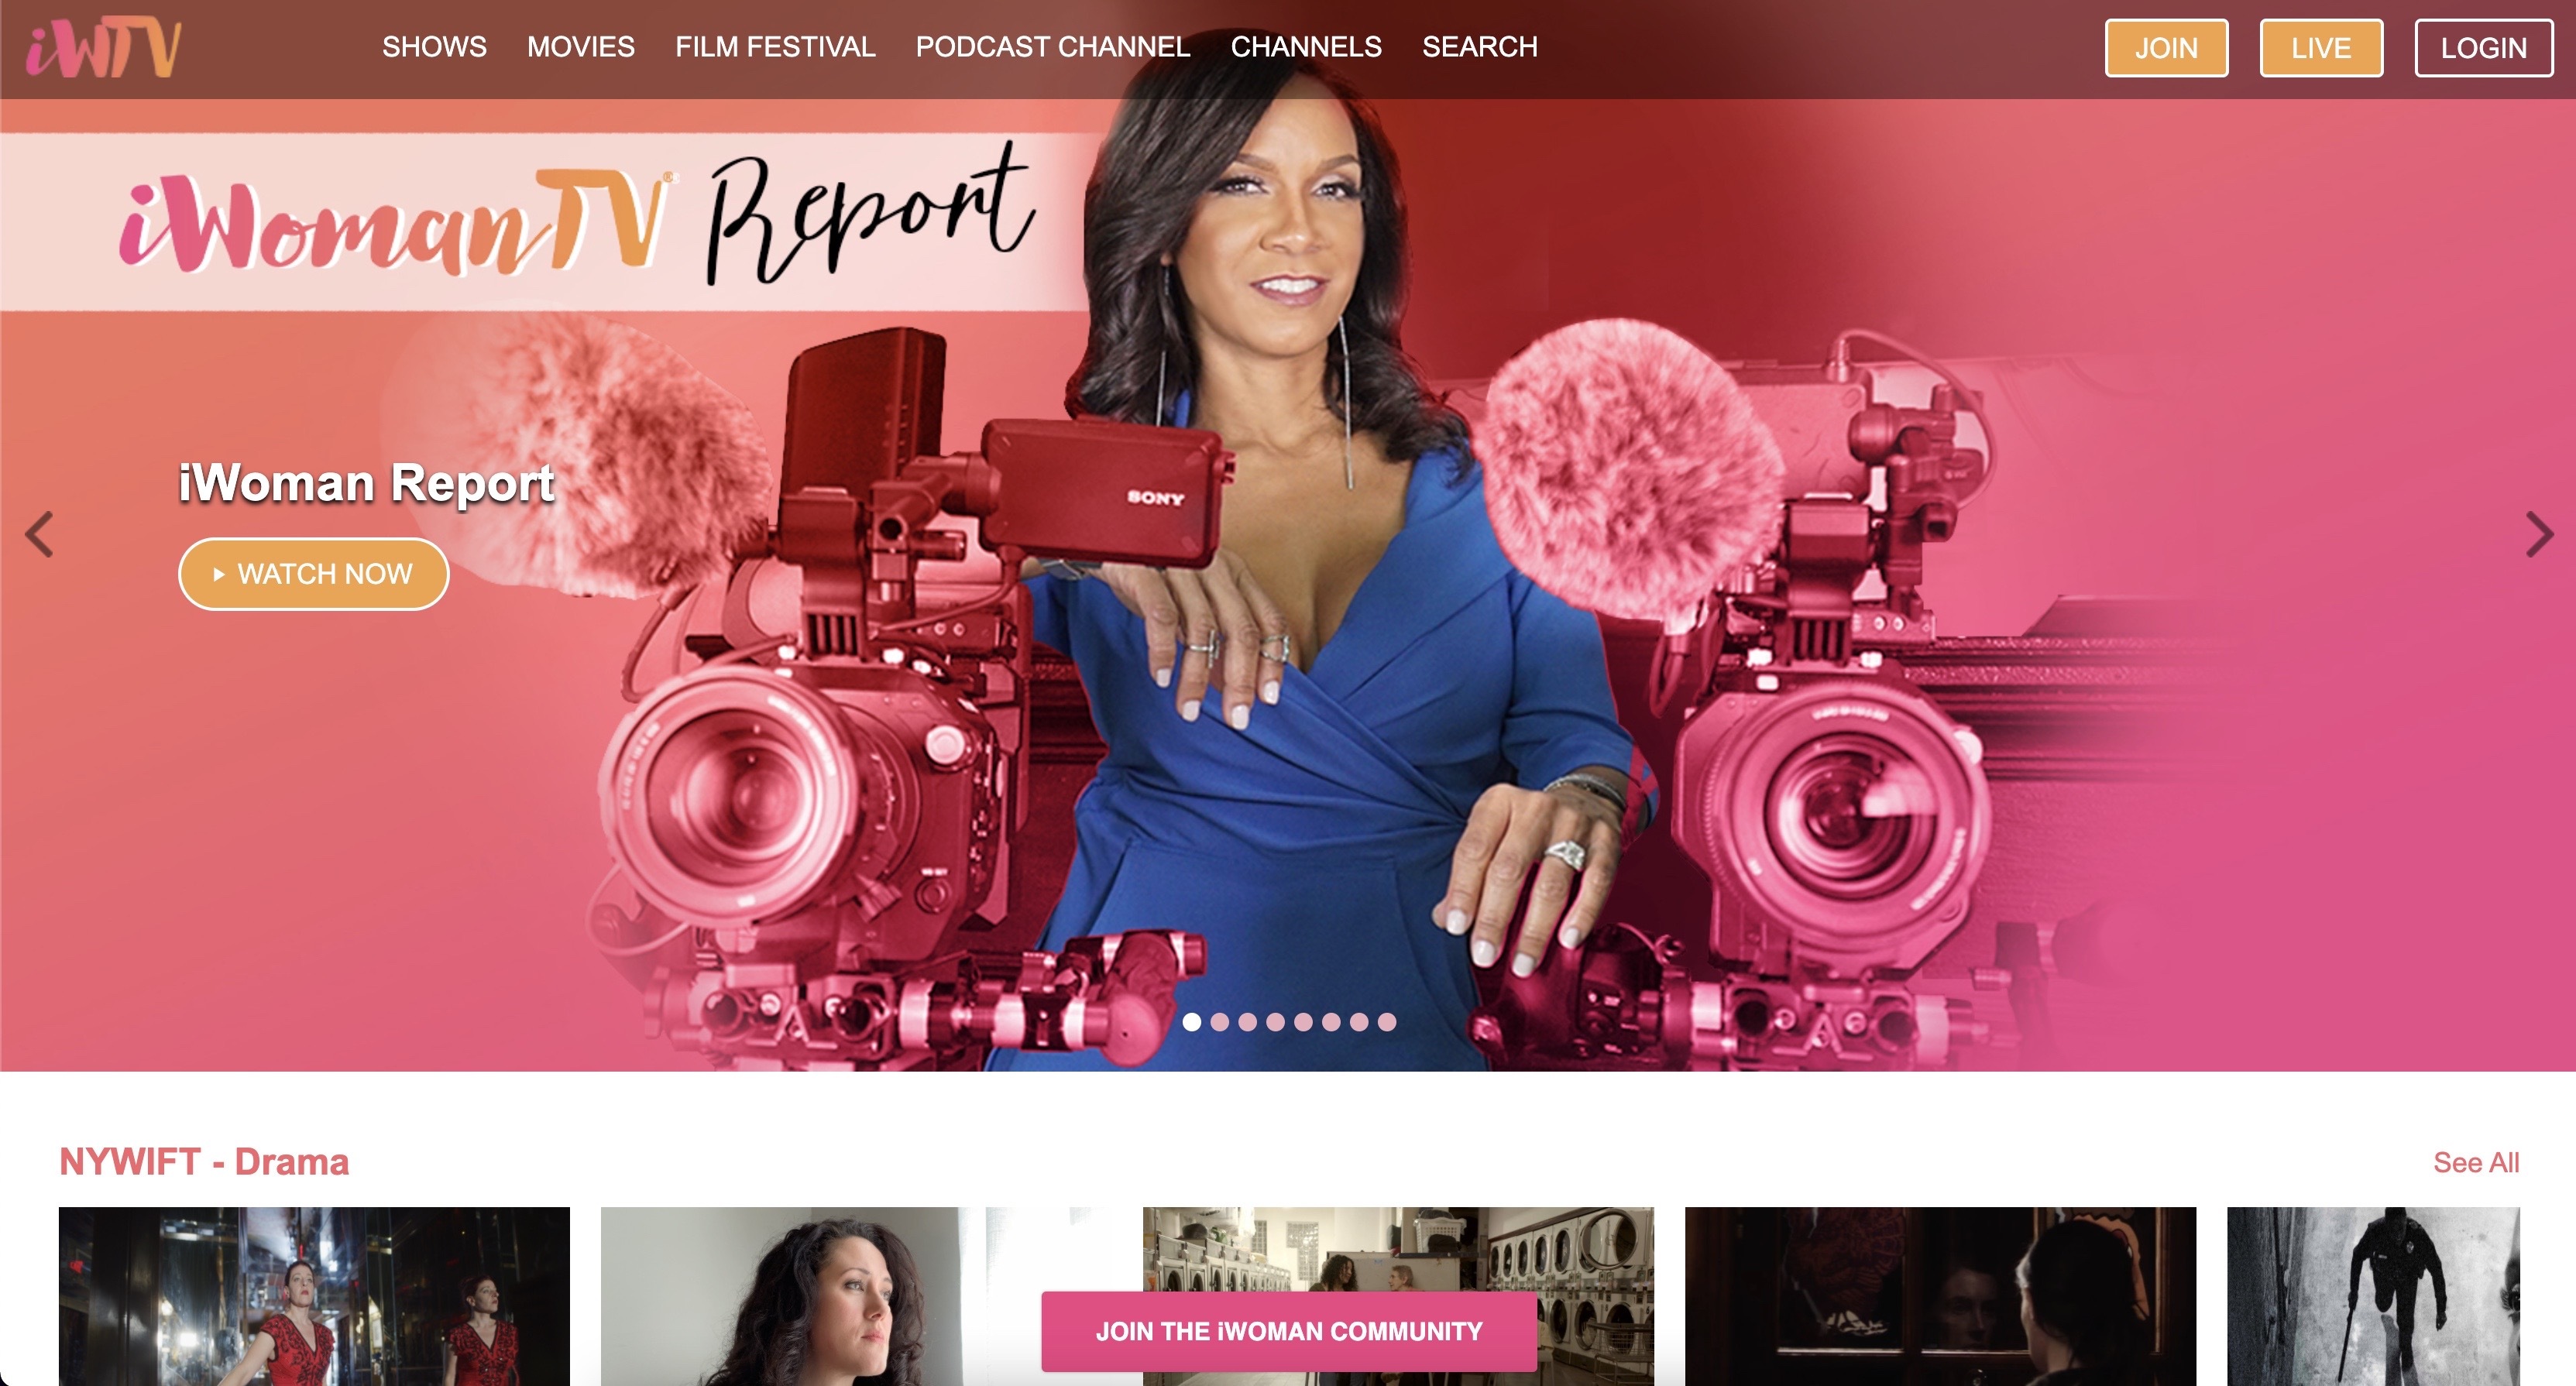 iWTV
SHOWS MOVIES FILM FESTIVAL PODCAST CHANNEL CHANNELS SEARCH
JOIN LIVE LOGIN
iWomanTV Report
SONY
iWoman Report
WATCH NOW
NYWIFT - Drama
See All
JOIN THE iWOMAN COMMUNITY